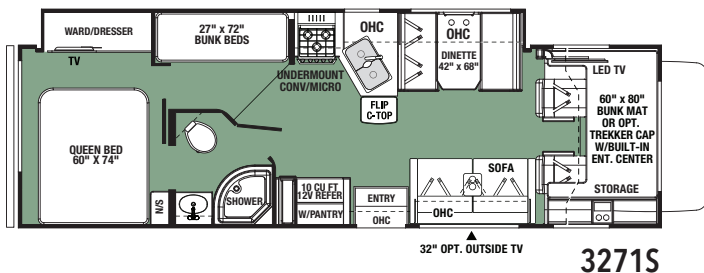 WARD/DRESSER
TV
27" x 72"
BUNK BEDS
UNDERMOUNT
CONV/MICRO
OHC
FLIP
C-TOP
OHC
DINETTE
42" x 68"
LED TV
60" x 80"
BUNK MAT
OR OPT.
TREKKER CAP
W/BUILT-IN
ENT. CENTER
STORAGE
QUEEN BED
60" X 74"
N/S
SHOWER
10 CU FT
12V REFER
W/PANTRY
ENTRY
OHC
SOFA
OHC
32" OPT. OUTSIDE TV
3271S